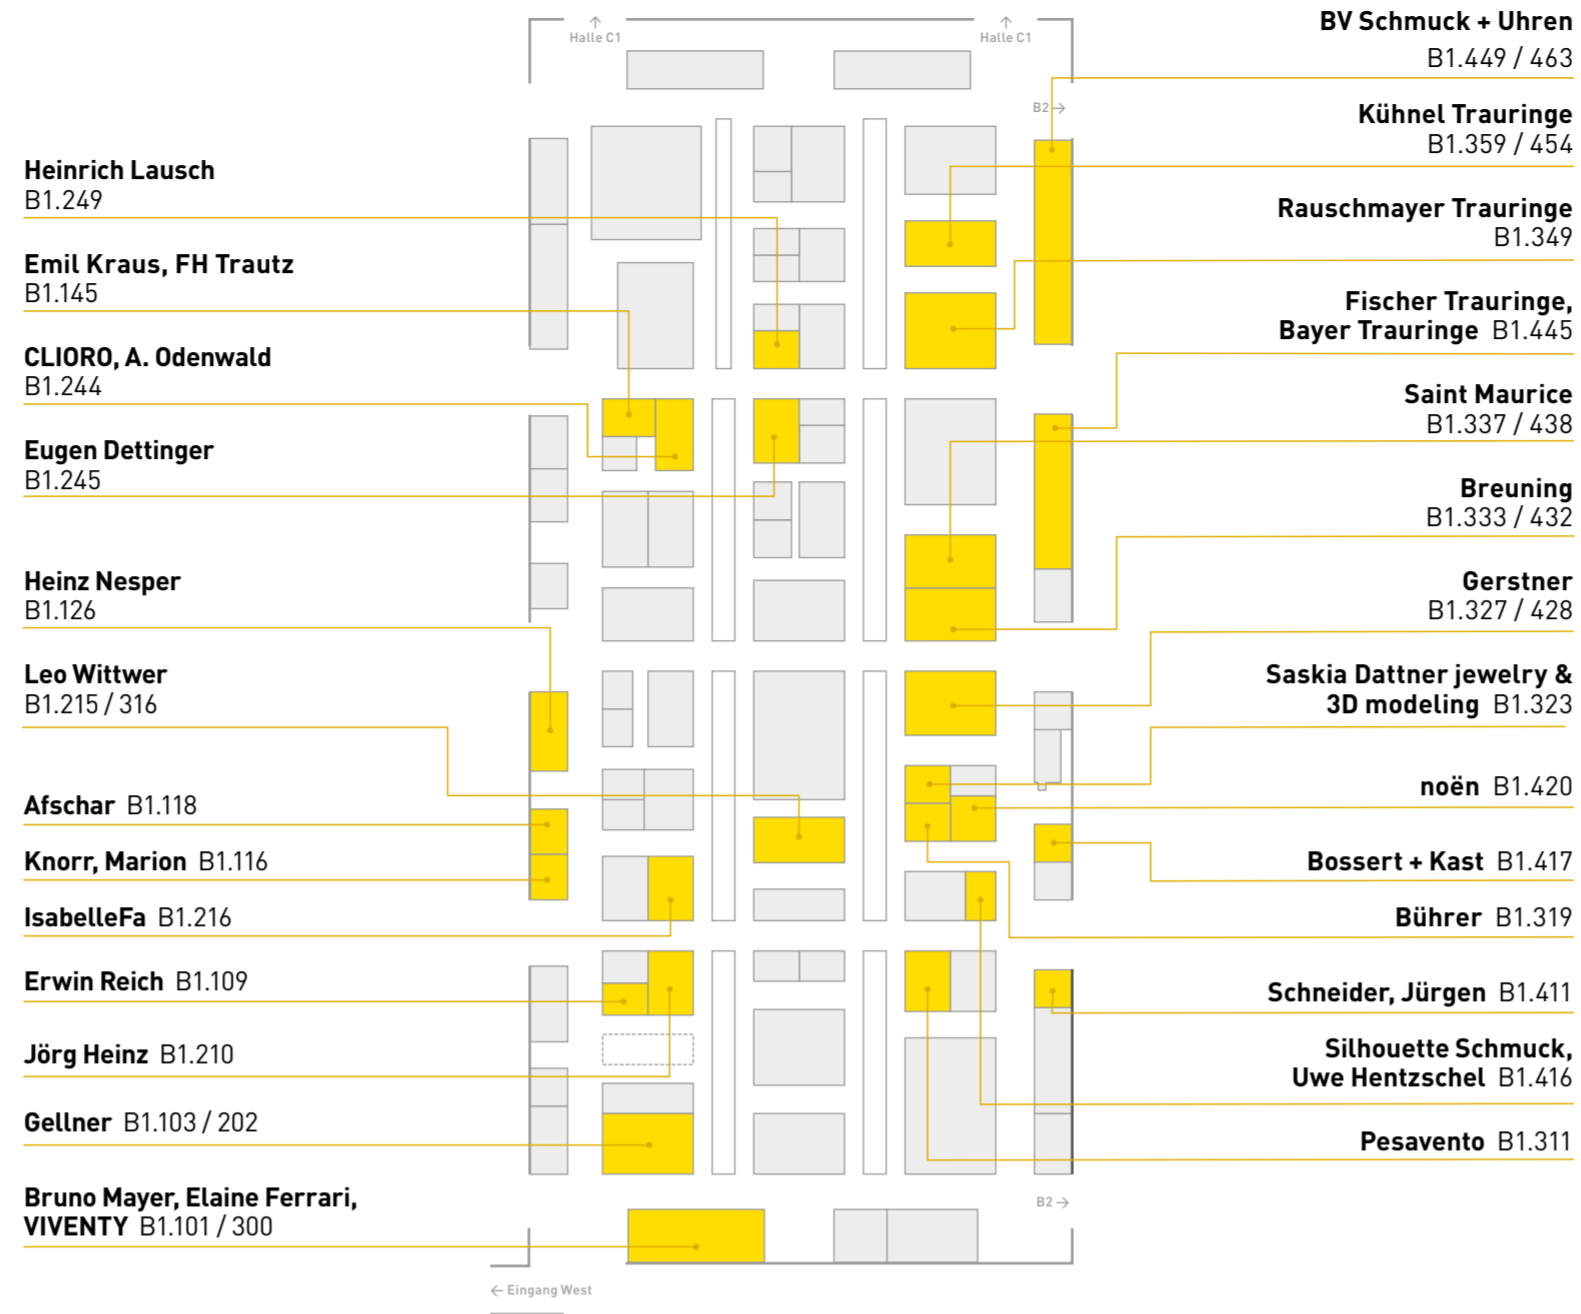 Halle C1
Halle C1
B2
Heinrich Lausch
B1.249
Emil Kraus, FH Trautz
B1.145
CLIORO, A. Odenwald
B1.244
Eugen Dettinger
B1.245
Heinz Nesper
B1.126
Leo Wittwer
B1.215 / 316
Afschar B1.118
Knorr, Marion B1.116
IsabelleFa B1.216
Erwin Reich B1.109
Jörg Heinz B1.210
Gellner B1.103 / 202
Bruno Mayer, Elaine Ferrari,
VIVENTY B1.101 / 300
BV Schmuck + Uhren
B1.449 / 463
Kühnel Trauringe
B1.359 / 454
Rauschmayer Trauringe
B1.349
Fischer Trauringe,
Bayer Trauringe B1.445
Saint Maurice
B1.337 / 438
Breuning
B1.333 / 432
Gerstner
B1.327 / 428
Saskia Dattner jewelry &
3D modeling B1.323
noën B1.420
Bossert + Kast B1.417
Bührer B1.319
Schneider, Jürgen B1.411
Silhouette Schmuck,
Uwe Hentzschel B1.416
Pesavento B1.311
B2
Eingang West